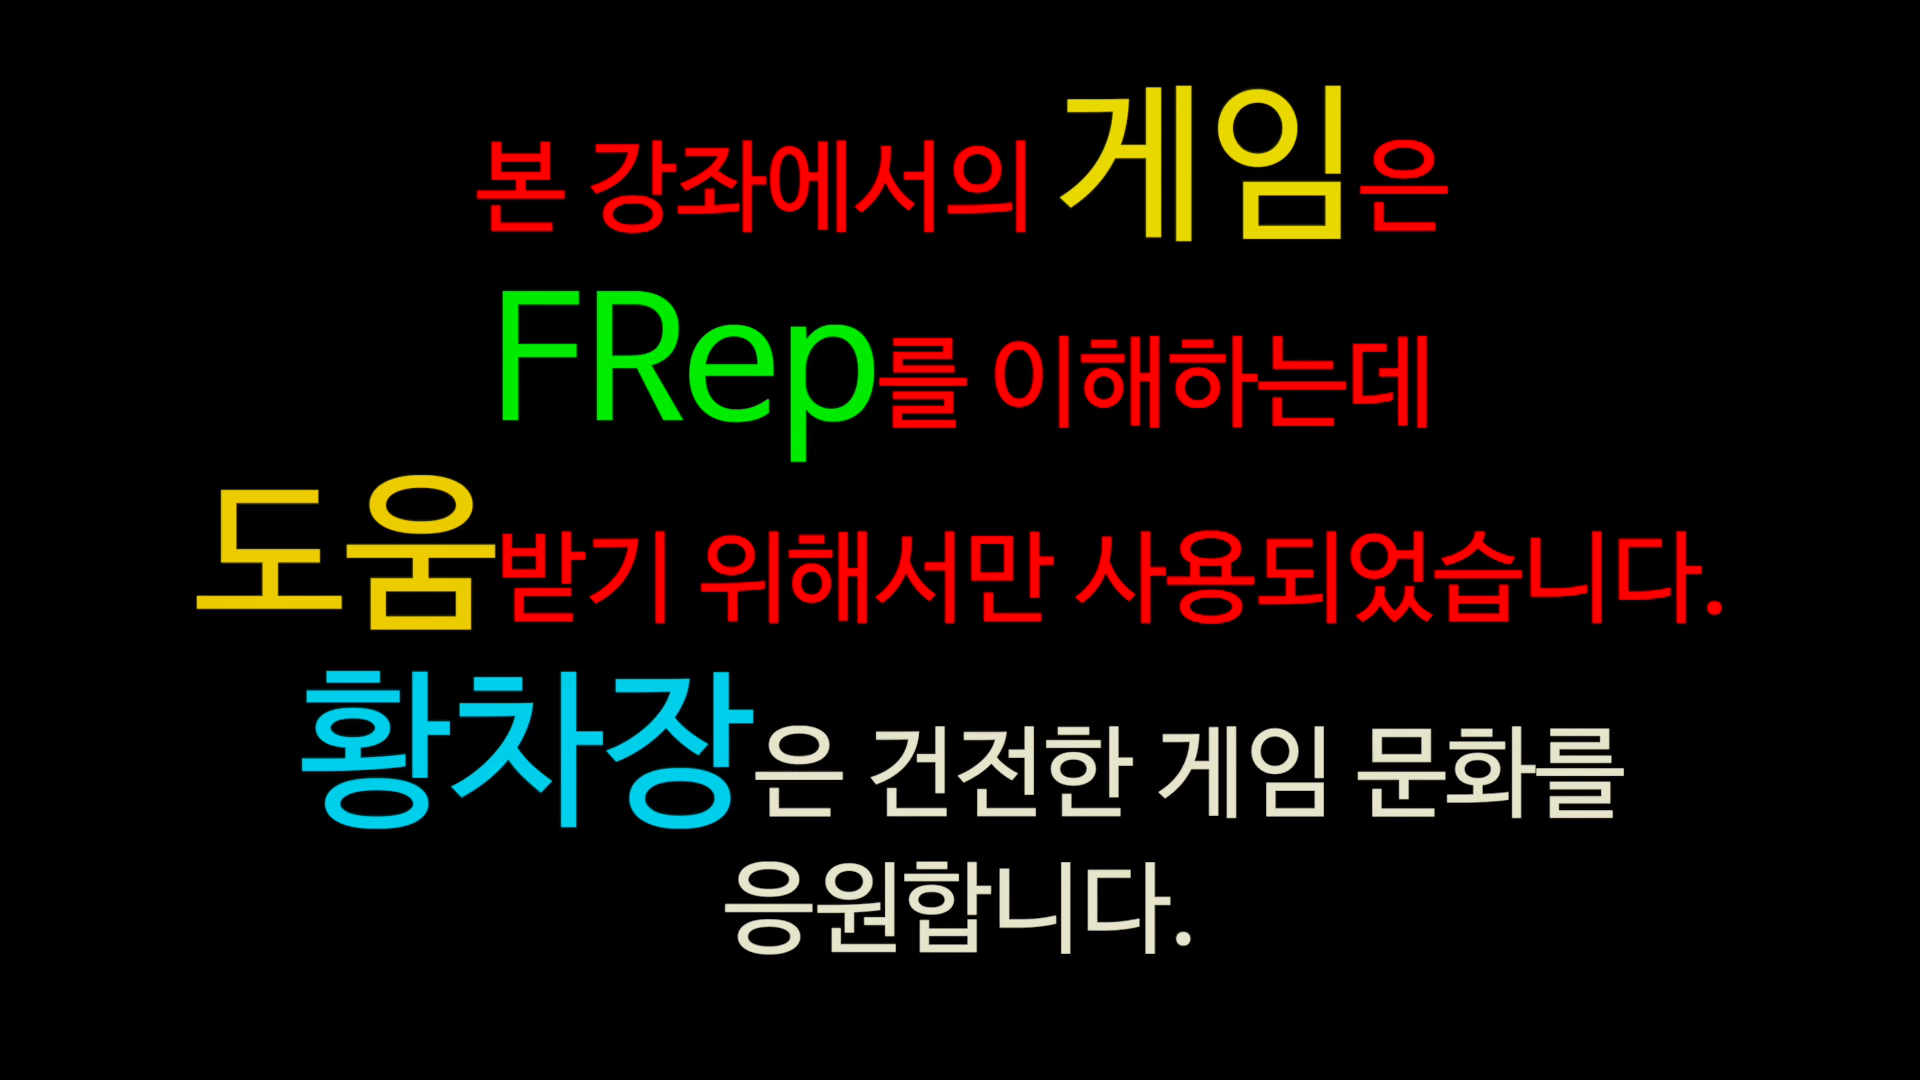 본 강좌에서의 게임은
FRep를 이해하는데
도움받기 위해서만 사용되었습니다.
황차장은 건전한 게임 문화를
응원합니다.